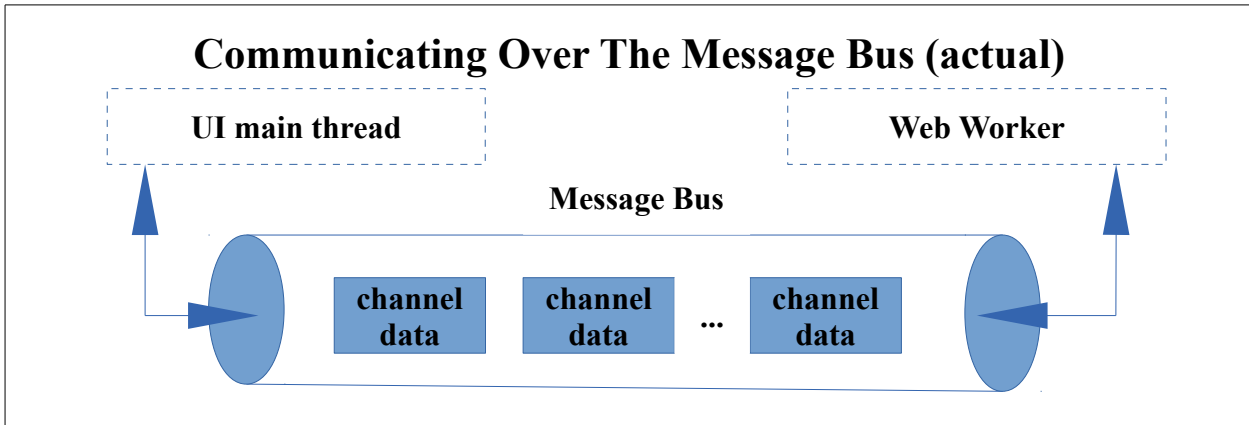 Communicating Over The Message Bus (actual)
UI main thread
Web Worker
Message Bus
channel
data
channel
data
...
channel
data